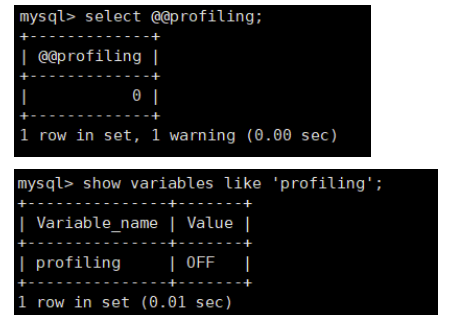 mysql> select @@profiling;
+-------------+
| @@profiling |
+-------------+
|           0 |
+-------------+
1 row in set, 1 warning (0.00 sec)
mysql> show variables like 'profiling';
+---------------+-------+
| Variable_name | Value |
+---------------+-------+
| profiling     | OFF   |
+---------------+-------+
1 row in set (0.01 sec)